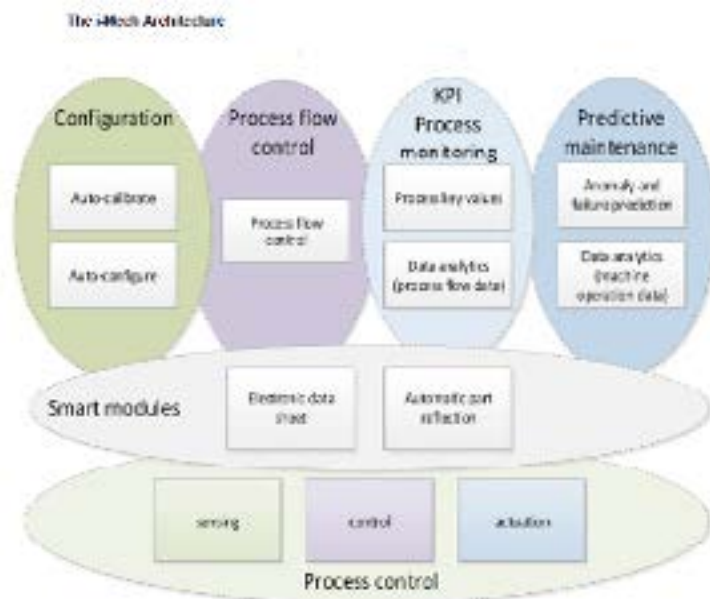 The i-Mech Architecture
Configuration
Process flow
control
KPI
Process
monitoring
Predictive
maintenance
Auto-calibrate
Auto-configure
Process flow
control
Process key values
Data analytics
(process flow data)
Anomaly and
failure prediction
Data analytics
(machine
operation data)
Smart modules
Electronic data
sheet
Automatic part
sensing
control
actuation
Process control